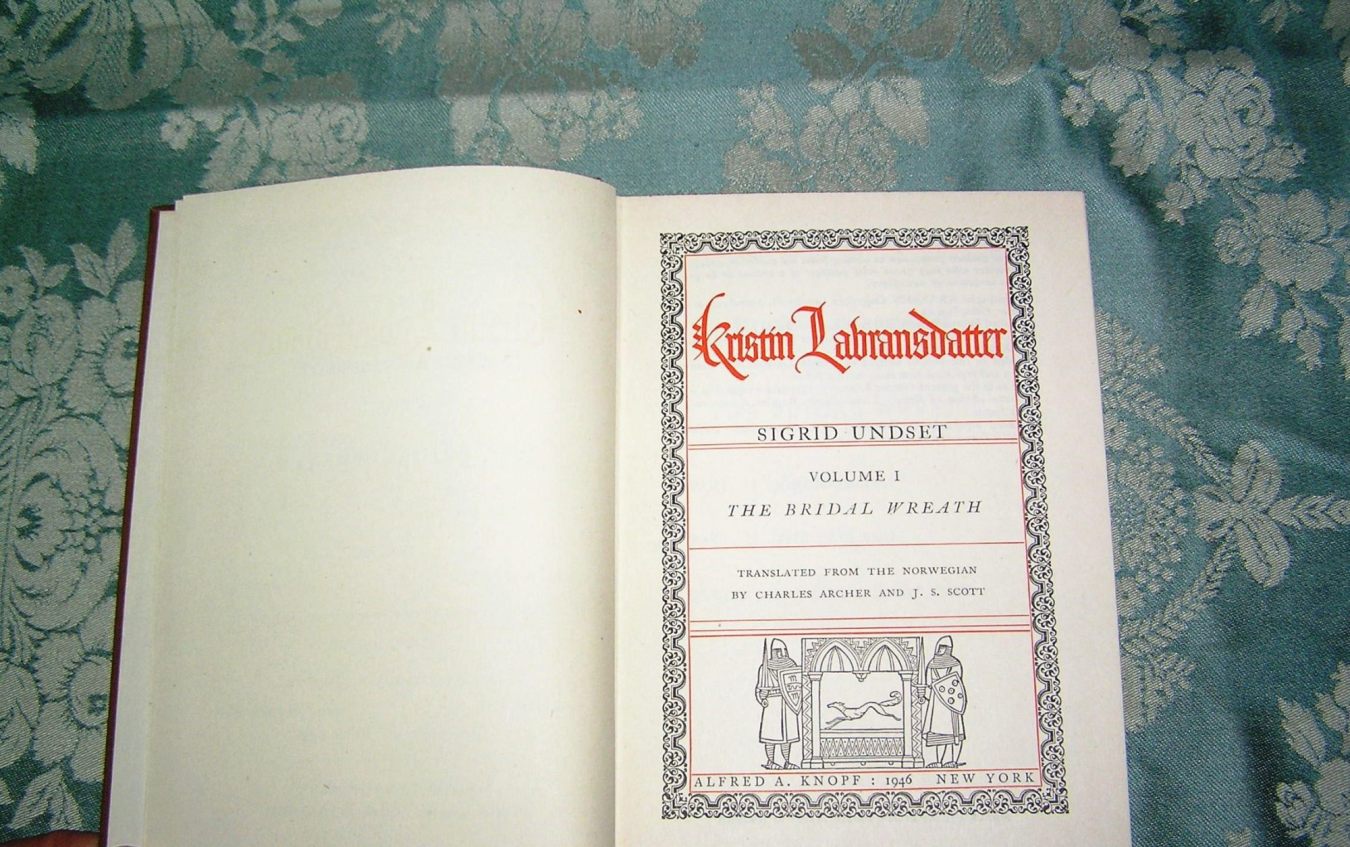 Kristin Labransdatter
SIGRID UNDSET
VOLUME I
THE BRIDAL WREATH
TRANSLATED FROM THE NORWEGIAN
BY CHARLES ARCHER AND J. S. SCOTT
ALFRED A. KNOPF : 1946 NEW YORK